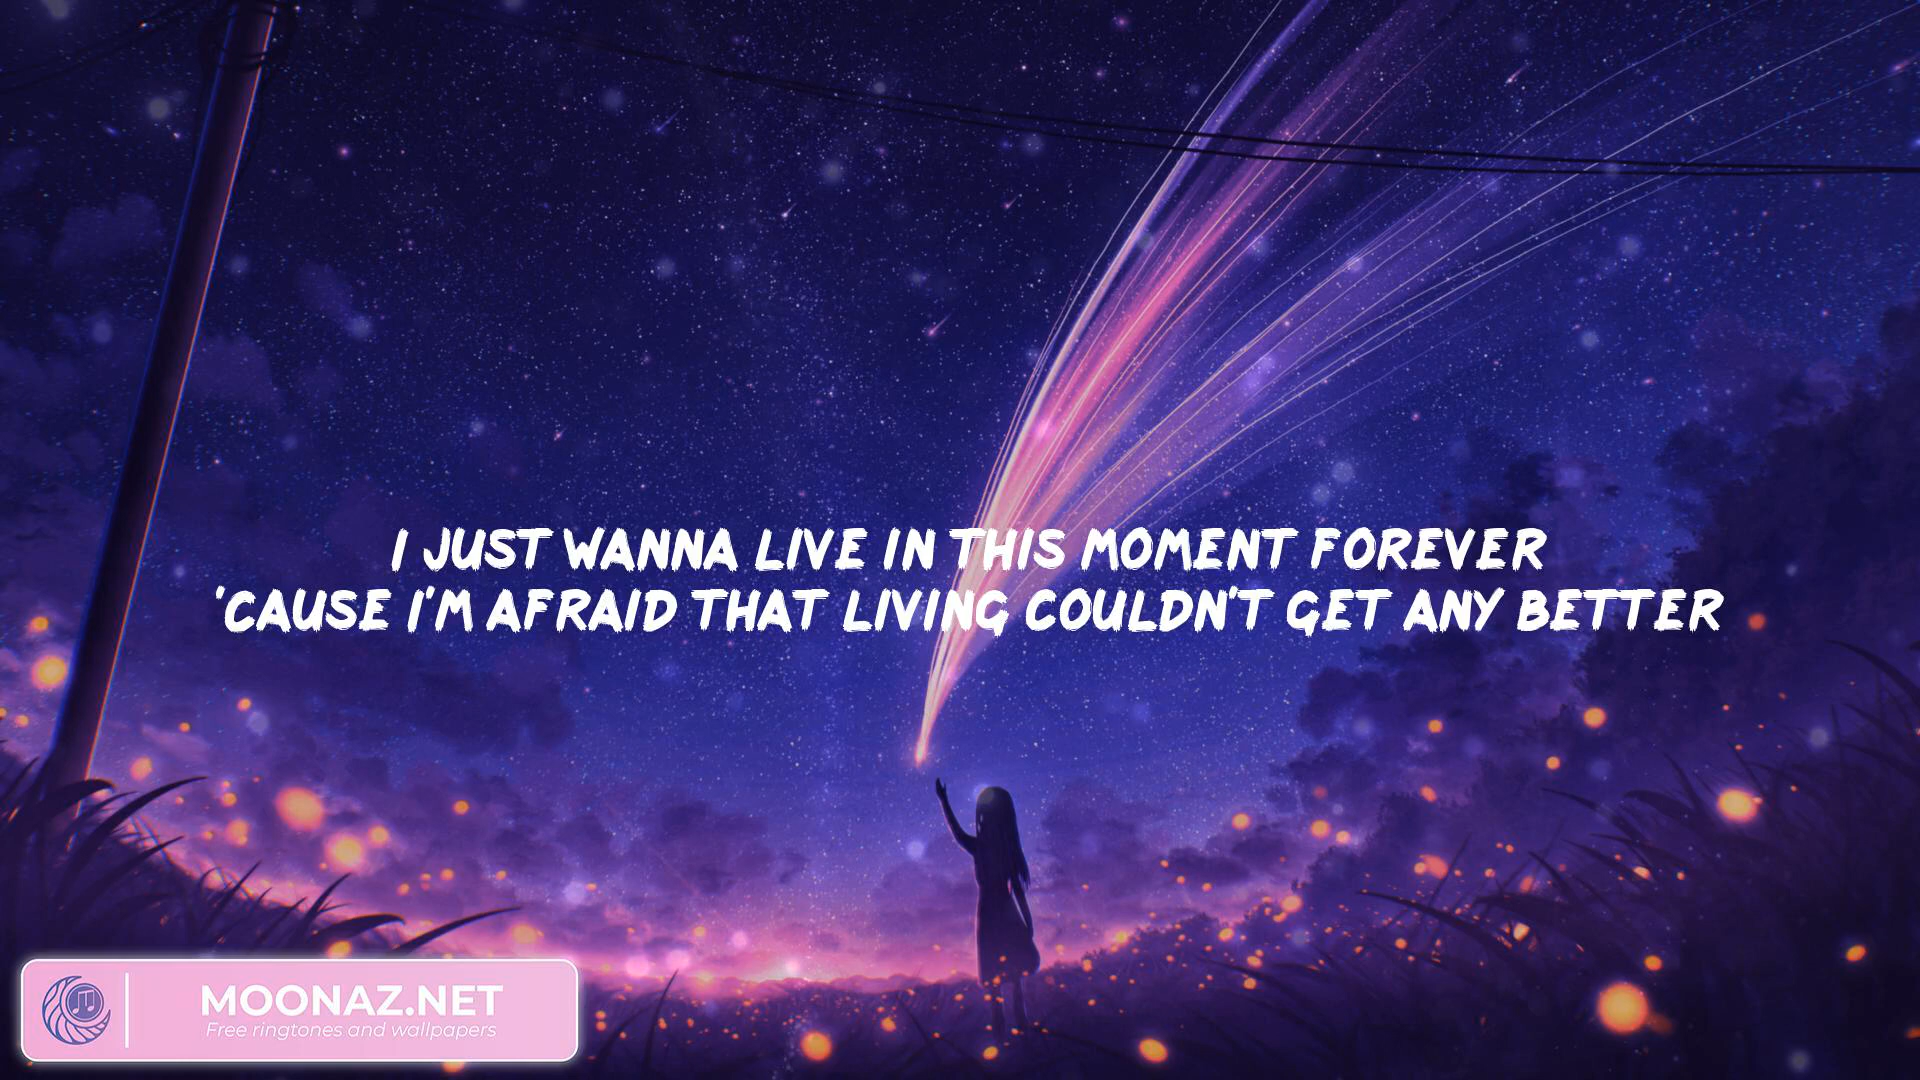 I JUST WANNA LIVE IN THIS MOMENT FOREVER
'CAUSE I'M AFRAID THAT LIVING COULDN'T GET ANY BETTER
MOONAZ.NET
Free ringtones and wallpapers